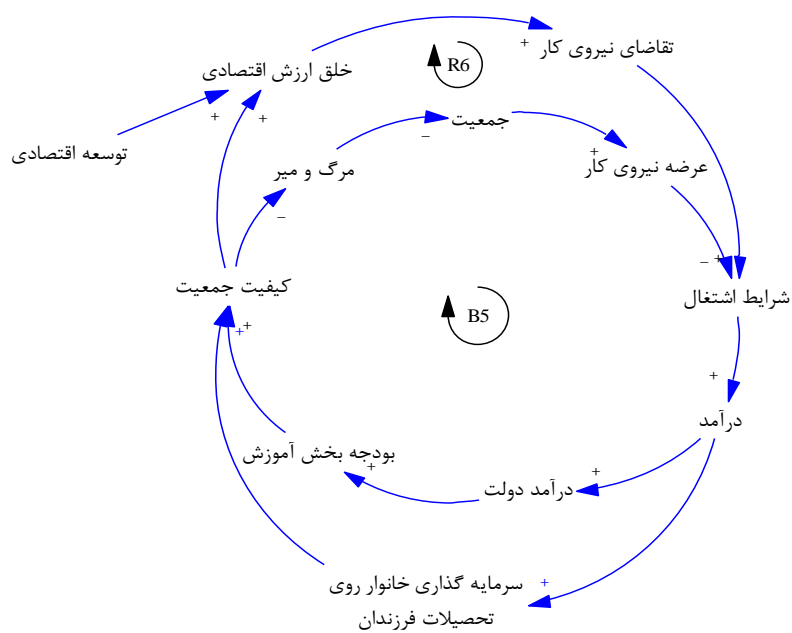 تقاضای نیروی کار
+
خلق ارزش اقتصادی
R6
+
+
جمعیت
–
توسعه اقتصادی
مرگ و میر
+
عرضه نیروی کار
–
– +
کیفیت جمعیت
شرایط اشتغال
B5
++
+
درآمد
بودجه بخش آموزش
+
+
درآمد دولت
سرمایه گذاری خانوار روی
+
تحصیلات فرزندان